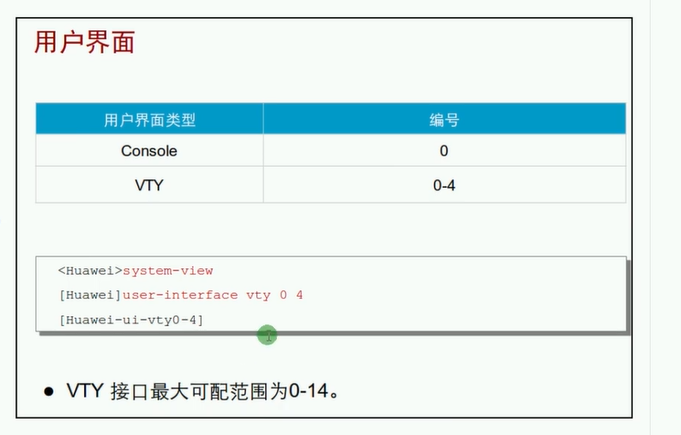 用户界面
用户界面类型 编号
Console 0
VTY 0-4
<Huawei>system-view
[Huawei]user-interface vty 0 4
[Huawei-ui-vty0-4]
● VTY 接口最大可配范围为0-14。